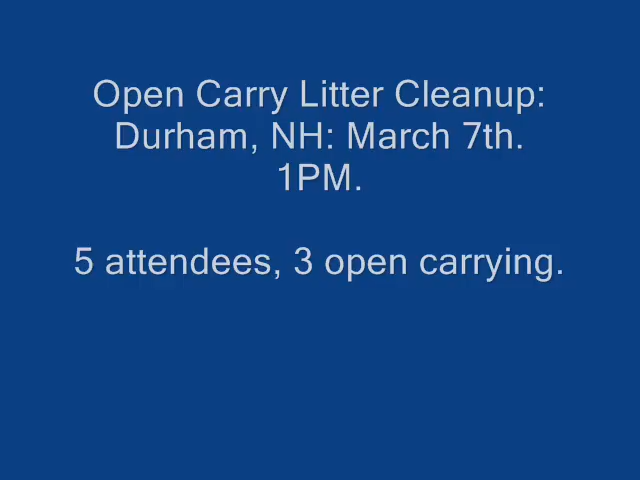 Open Carry Litter Cleanup:
Durham, NH: March 7th.
1PM.
5 attendees, 3 open carrying.